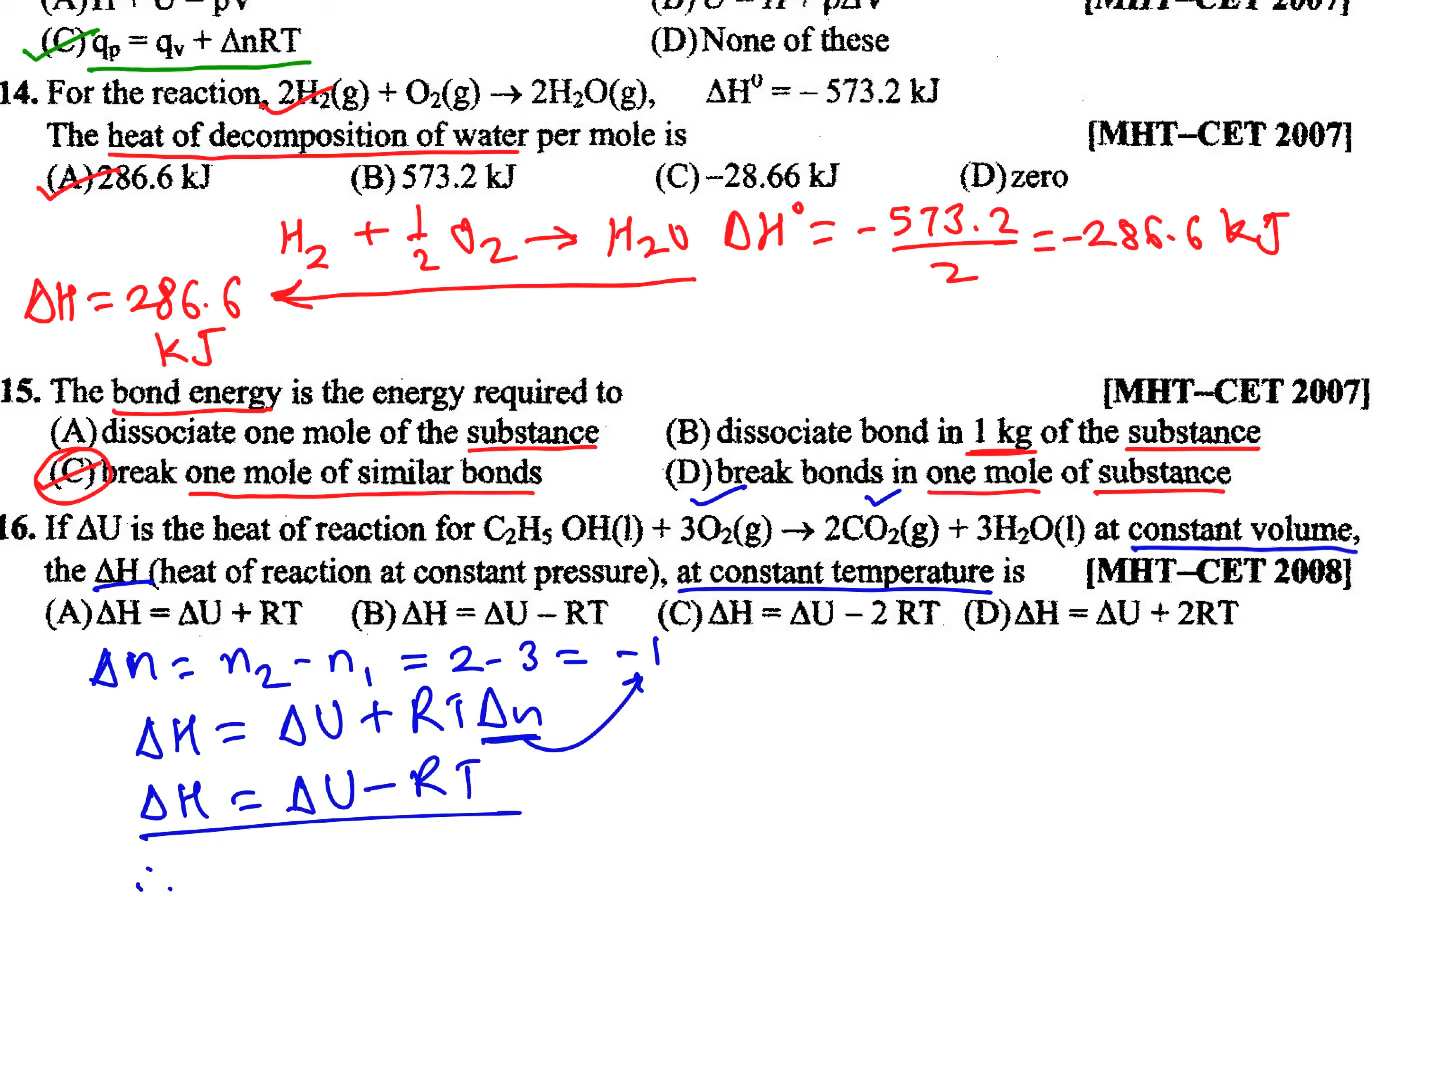 (C) qₚ = qᵥ + ΔnRT (D) None of these
14. For the reaction, 2H₂(g) + O₂(g) → 2H₂O(g), ΔH⁰ = – 573.2 kJ
The heat of decomposition of water per mole is [MHT–CET 2007]
(A) 286.6 kJ (B) 573.2 kJ (C) –28.66 kJ (D) zero
H₂ + 1/2 O₂ → H₂O ΔH° = -573.2/2 = -286.6 kJ
ΔH = 286.6 ←
kJ
15. The bond energy is the energy required to [MHT–CET 2007]
(A) dissociate one mole of the substance (B) dissociate bond in 1 kg of the substance
(C) break one mole of similar bonds (D) break bonds in one mole of substance
16. If ΔU is the heat of reaction for C₂H₅ OH(l) + 3O₂(g) → 2CO₂(g) + 3H₂O(l) at constant volume,
the ΔH (heat of reaction at constant pressure), at constant temperature is [MHT–CET 2008]
(A) ΔH = ΔU + RT (B) ΔH = ΔU – RT (C) ΔH = ΔU – 2 RT (D) ΔH = ΔU + 2RT
Δn = n₂ - n₁ = 2 - 3 = -1
ΔH = ΔU + RTΔn
ΔH = ΔU - RT
∴